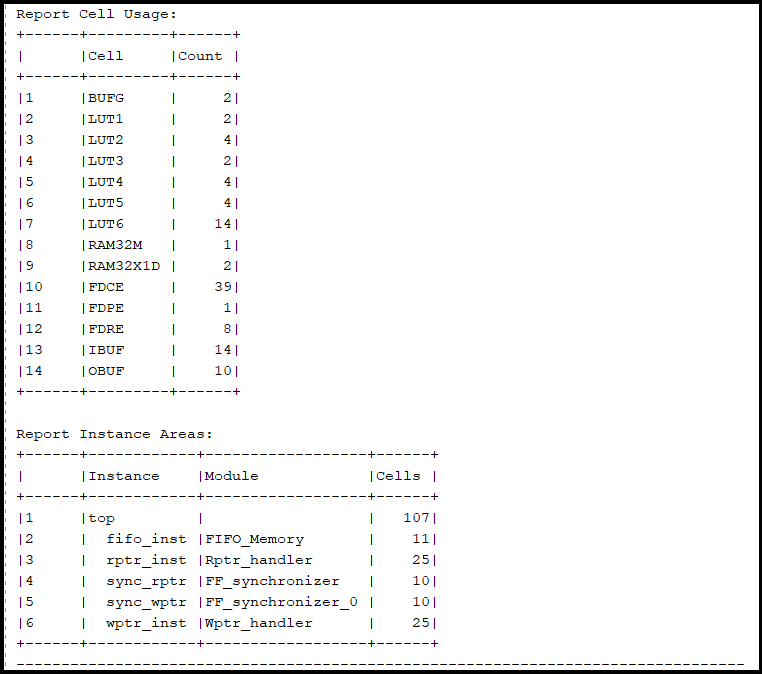 Report Cell Usage:
+------+---------+------+
|      |Cell     |Count |
+------+---------+------+
|1     |BUFG     |     2|
|2     |LUT1     |     2|
|3     |LUT2     |     4|
|4     |LUT3     |     2|
|5     |LUT4     |     4|
|6     |LUT5     |     4|
|7     |LUT6     |    14|
|8     |RAM32M   |     1|
|9     |RAM32X1D |     2|
|10    |FDCE     |    39|
|11    |FDPE     |     1|
|12    |FDRE     |     8|
|13    |IBUF     |    14|
|14    |OBUF     |    10|
+------+---------+------+

Report Instance Areas:
+------+------------+------------------+------+
|      |Instance    |Module            |Cells |
+------+------------+------------------+------+
|1     |top         |                  |   107|
|2     |  fifo_inst |FIFO_Memory       |    11|
|3     |  rptr_inst |Rptr_handler      |    25|
|4     |  sync_rptr |FF_synchronizer   |    10|
|5     |  sync_wptr |FF_synchronizer_0 |    10|
|6     |  wptr_inst |Wptr_handler      |    25|
+------+------------+------------------+------+
---------------------------------------------------------------------------------